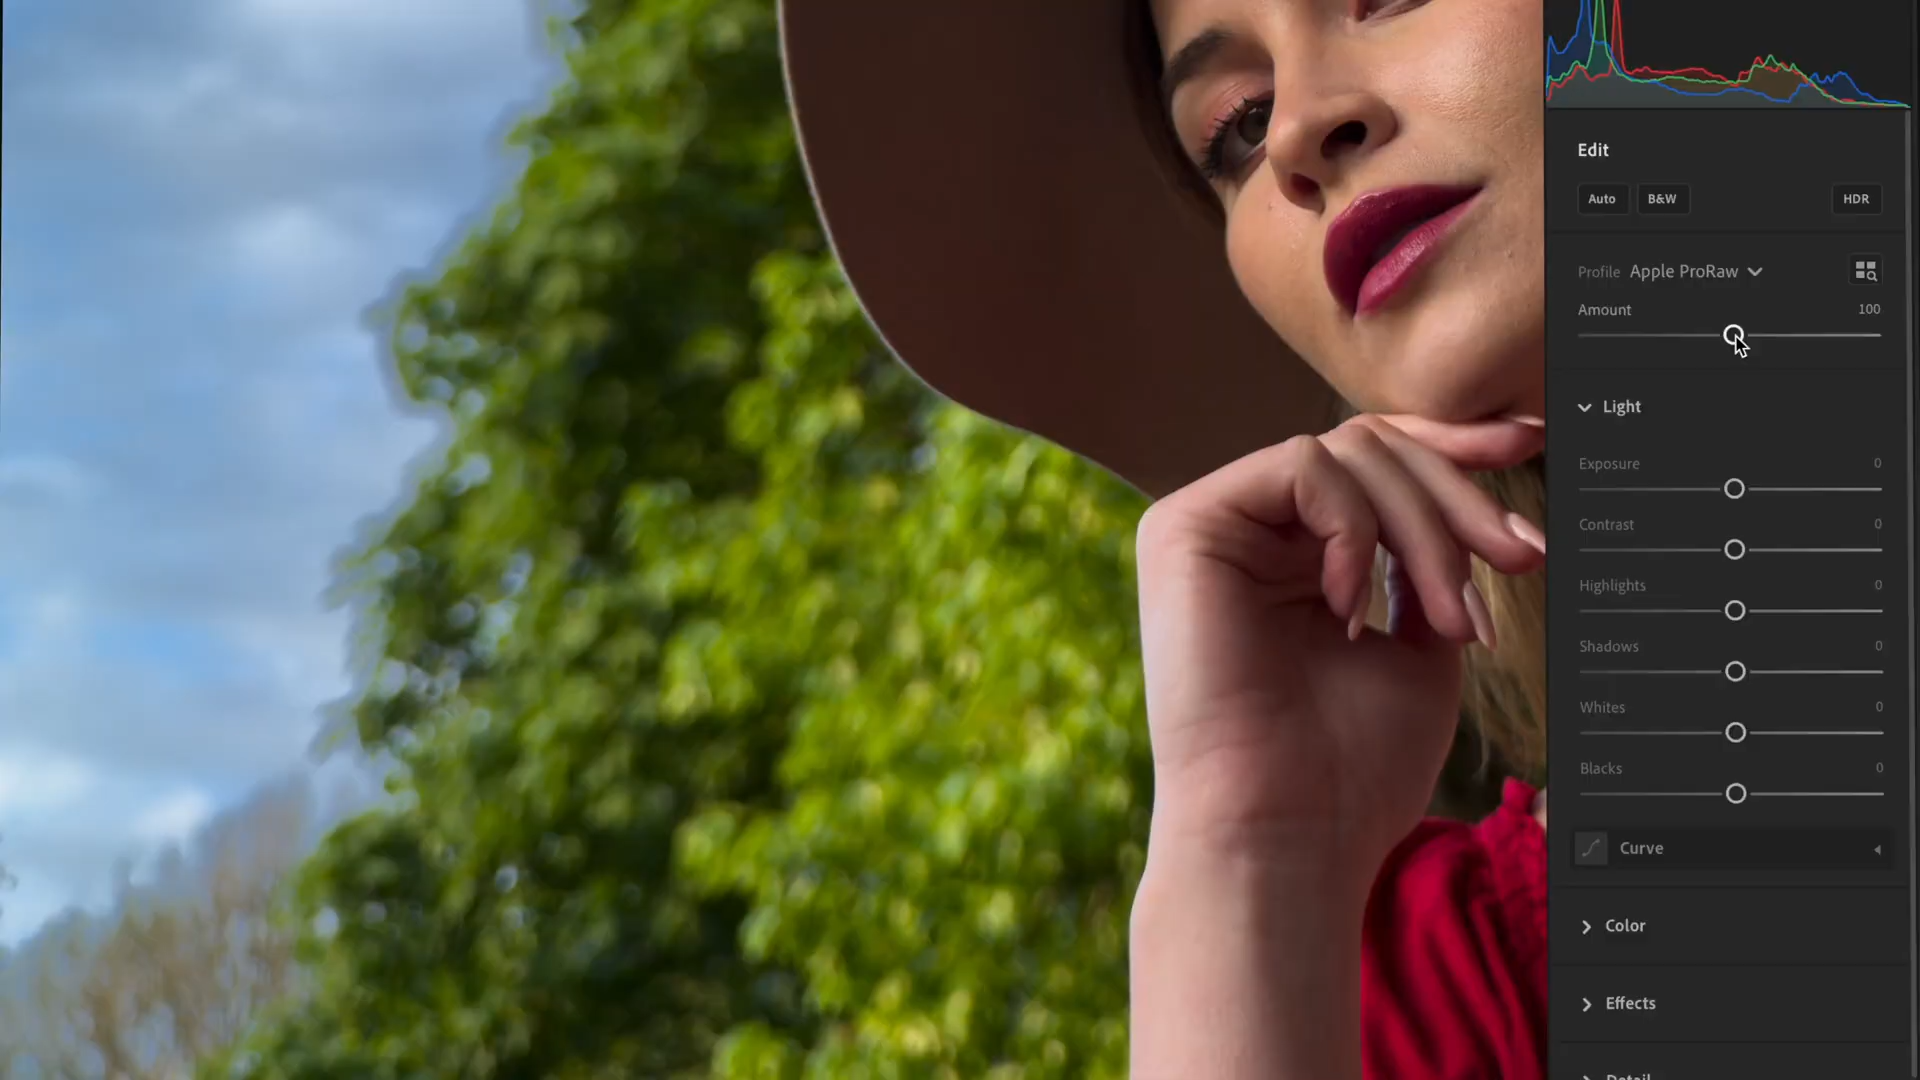 Edit
Auto B&W HDR
Profile Apple ProRaw
Amount 100
Light
Exposure 0
Contrast 0
Highlights 0
Shadows 0
Whites 0
Blacks 0
Curve
Color
Effects
Detail